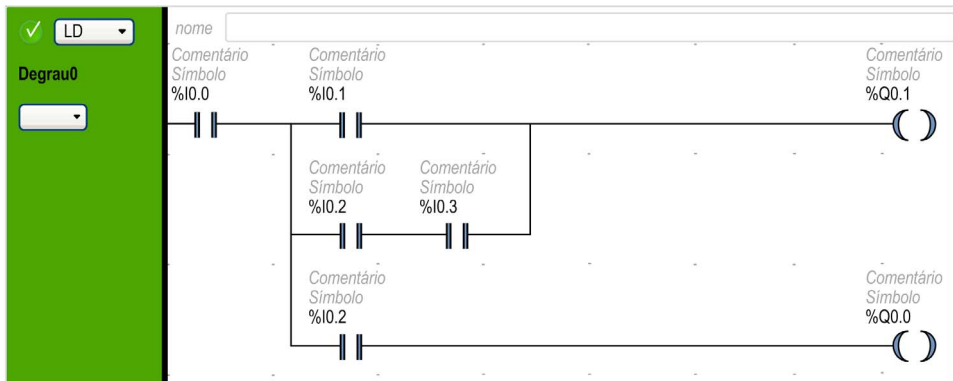 LD
nome
Degrau0
Comentário
Símbolo
%I0.0
Comentário
Símbolo
%I0.1
Comentário
Símbolo
%Q0.1
Comentário
Símbolo
%I0.2
Comentário
Símbolo
%I0.3
Comentário
Símbolo
%I0.2
Comentário
Símbolo
%Q0.0